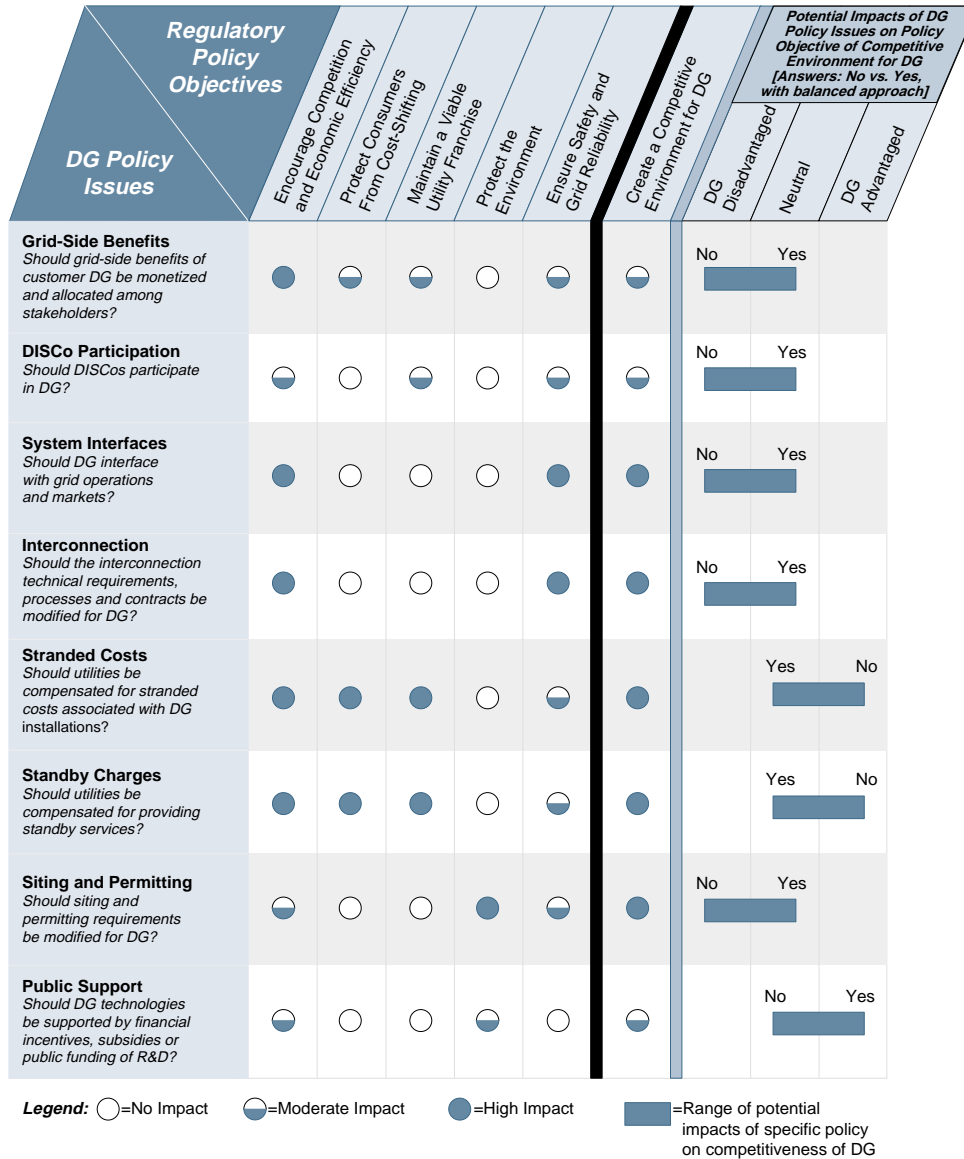 Regulatory
Policy
Objectives
DG Policy
Issues
Encourage Competition
and Economic Efficiency
Protect Consumers
From Cost-Shifting
Maintain a Viable
Utility Franchise
Protect the
Environment
Ensure Safety and
Grid Reliability
Create a Competitive
Environment for DG
Potential Impacts of DG
Policy Issues on Policy
Objective of Competitive
Environment for DG
[Answers: No vs. Yes,
with balanced approach]
DG
Disadvantaged
Neutral
DG
Advantaged
Grid-Side Benefits
Should grid-side benefits of
customer DG be monetized
and allocated among
stakeholders?
No Yes
DISCo Participation
Should DISCos participate
in DG?
No Yes
System Interfaces
Should DG interface
with grid operations
and markets?
No Yes
Interconnection
Should the interconnection
technical requirements,
processes and contracts be
modified for DG?
No Yes
Stranded Costs
Should utilities be
compensated for stranded
costs associated with DG
installations?
Yes No
Standby Charges
Should utilities be
compensated for providing
standby services?
Yes No
Siting and Permitting
Should siting and
permitting requirements
be modified for DG?
No Yes
Public Support
Should DG technologies
be supported by financial
incentives, subsidies or
public funding of R&D?
No Yes
Legend: =No Impact =Moderate Impact =High Impact =Range of potential
impacts of specific policy
on competitiveness of DG